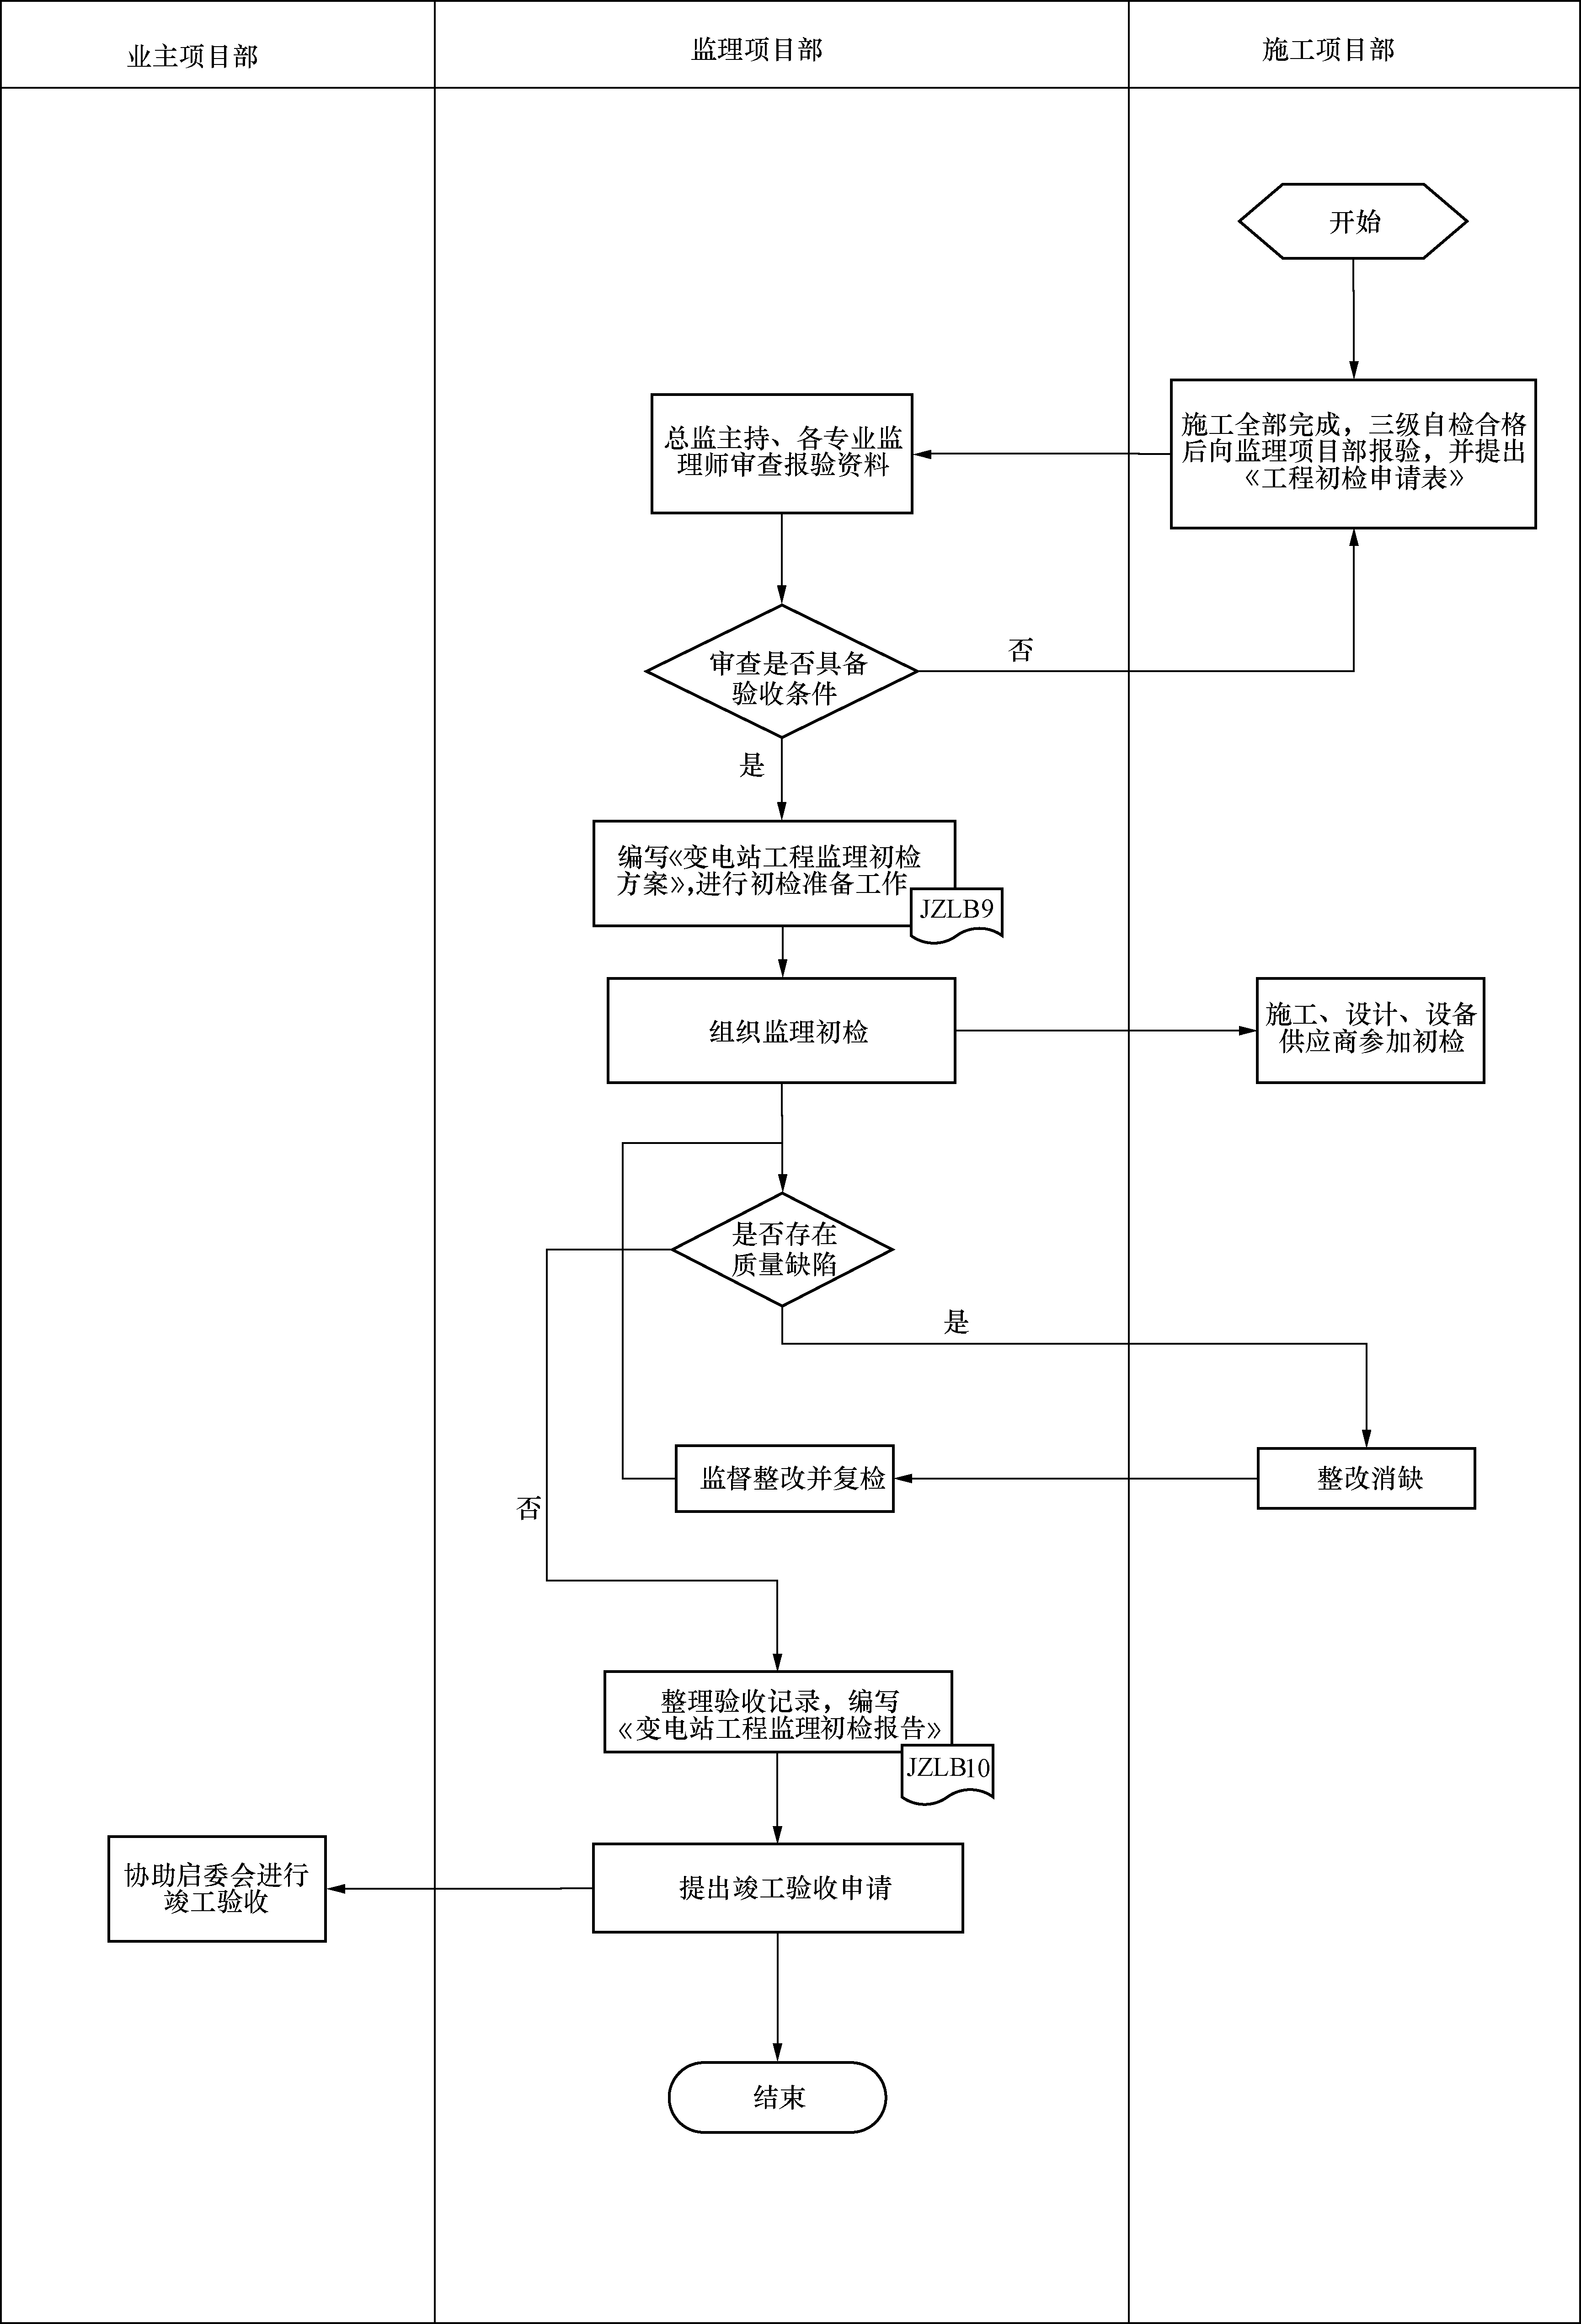 业主项目部
监理项目部
施工项目部
开始
施工全部完成，三级自检合格
后向监理项目部报验，并提出
《工程初检申请表》
总监主持、各专业监
理师审查报验资料
审查是否具备
验收条件
否
是
编写《变电站工程监理初检
方案》，进行初检准备工作
JZLB9
组织监理初检
施工、设计、设备
供应商参加初检
是否存在
质量缺陷
是
监督整改并复检
整改消缺
否
整理验收记录，编写
《变电站工程监理初检报告》
JZLB10
协助启委会进行
竣工验收
提出竣工验收申请
结束